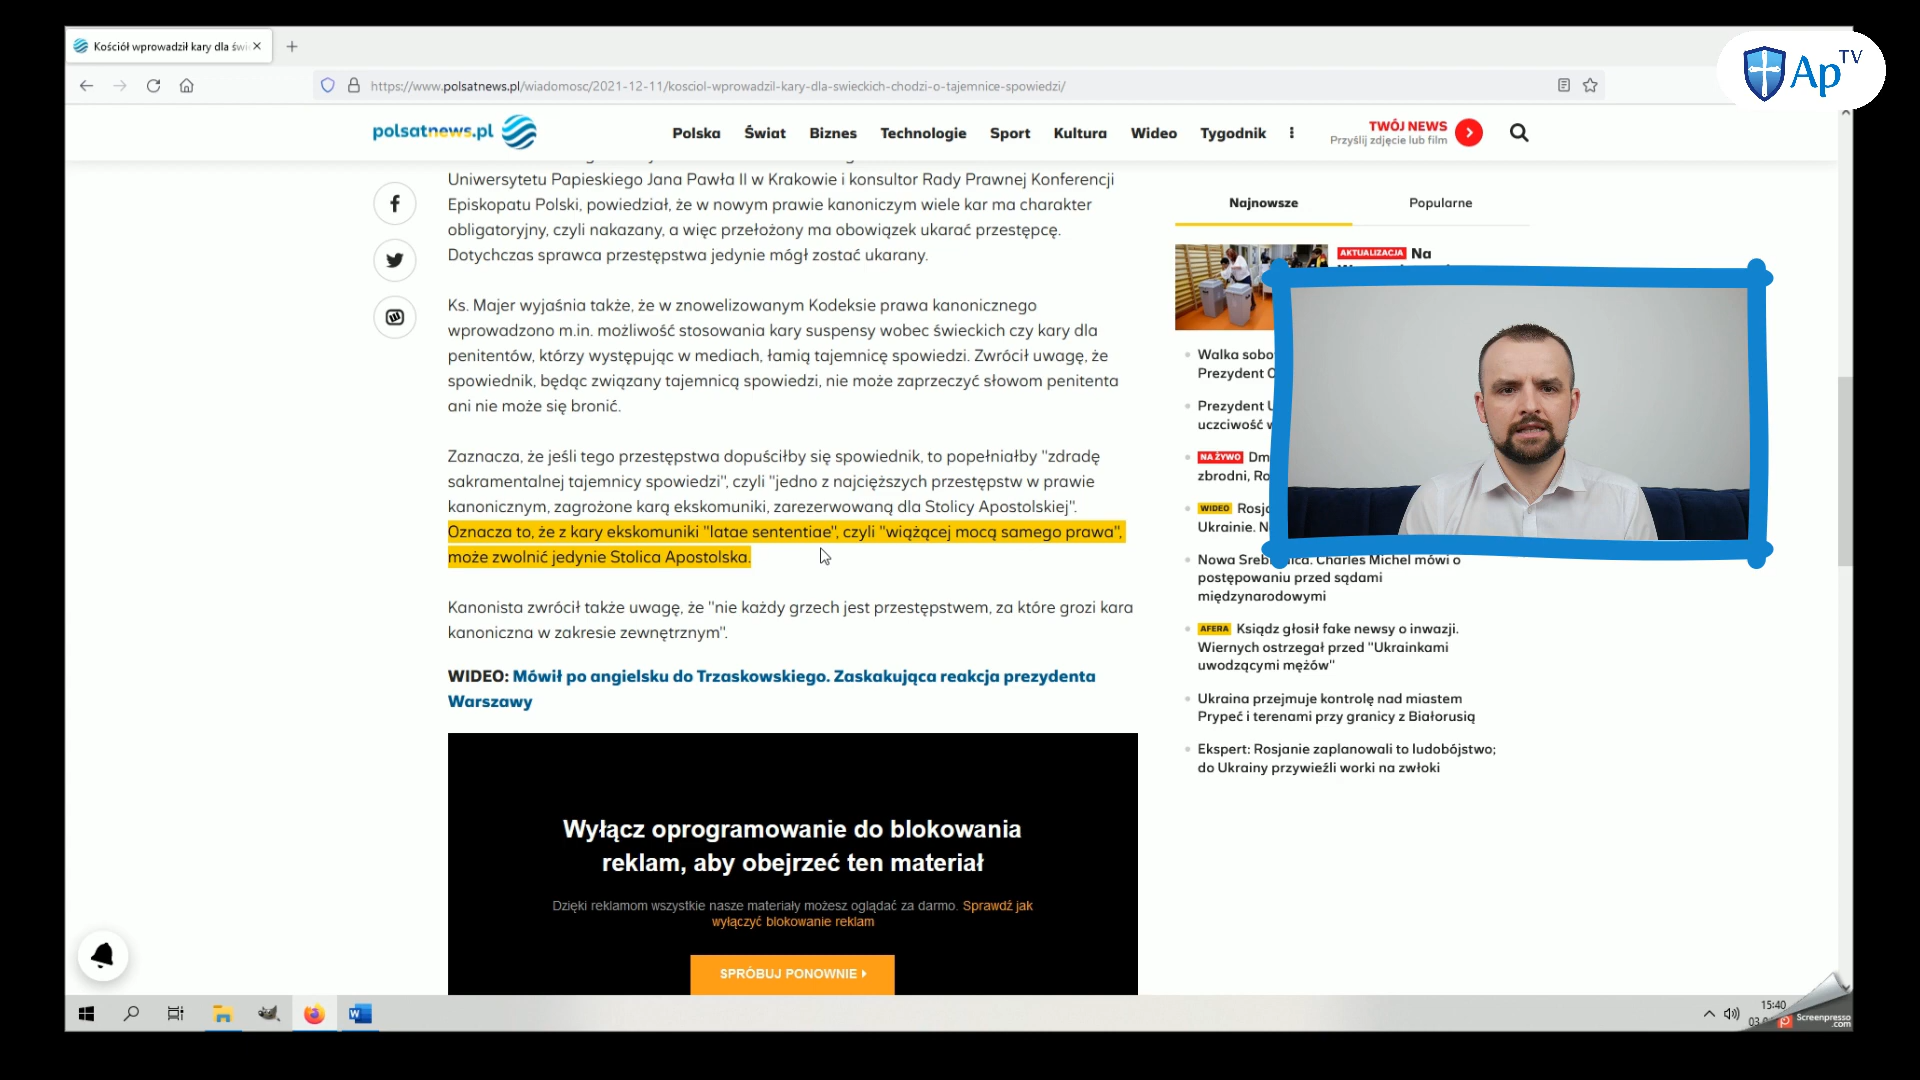 Kościół wprowadził kary dla świ
https://www.polsatnews.pl/wiadomosc/2021-12-11/kosciol-wprowadzil-kary-dla-swieckich-chodzi-o-tajemnice-spowiedzi/
Ap TV
polsatnews.pl
Polska Świat Biznes Technologie Sport Kultura Wideo Tygodnik
TWÓJ NEWS
Przyślij zdjęcie lub film
Uniwersytetu Papieskiego Jana Pawła II w Krakowie i konsultor Rady Prawnej Konferencji
Episkopatu Polski, powiedział, że w nowym prawie kanoniczym wiele kar ma charakter
obligatoryjny, czyli nakazany, a więc przełożony ma obowiązek ukarać przestępcę.
Dotychczas sprawca przestępstwa jedynie mógł zostać ukarany.
Ks. Majer wyjaśnia także, że w znowelizowanym Kodeksie prawa kanonicznego
wprowadzono m.in. możliwość stosowania kary suspensy wobec świeckich czy kary dla
penitentów, którzy występując w mediach, łamią tajemnicę spowiedzi. Zwrócił uwagę, że
spowiednik, będąc związany tajemnicą spowiedzi, nie może zaprzeczyć słowom penitenta
ani nie może się bronić.
Zaznacza, że jeśli tego przestępstwa dopuściłby się spowiednik, to popełniałby "zdradę
sakramentalnej tajemnicy spowiedzi", czyli "jedno z najcięższych przestępstw w prawie
kanonicznym, zagrożone karą ekskomuniki, zarezerwowaną dla Stolicy Apostolskiej".
Oznacza to, że z kary ekskomuniki "latae sententiae", czyli "wiążącej mocą samego prawa",
może zwolnić jedynie Stolica Apostolska.
Kanonista zwrócił także uwagę, że "nie każdy grzech jest przestępstwem, za które grozi kara
kanoniczna w zakresie zewnętrznym".
WIDEO: Mówił po angielsku do Trzaskowskiego. Zaskakująca reakcja prezydenta
Warszawy
Wyłącz oprogramowanie do blokowania
reklam, aby obejrzeć ten materiał
Dzięki reklamom wszystkie nasze materiały możesz oglądać za darmo. Sprawdź jak
wyłączyć blokowanie reklam
SPRÓBUJ PONOWNIE
Najnowsze Popularne
AKTUALIZACJA Na
Walka sobo
Prezydent
Prezydent U
uczciwość
NA ŻYWO Dm
zbrodni, Ro
WIDEO Rosj
Ukrainie. N
Nowa Sreb Charles Michel mówi o
postępowaniu przed sądami
międzynarodowymi
AFERA Ksiądz głosił fake newsy o inwazji.
Wiernych ostrzegał przed "Ukrainkami
uwodzącymi mężów"
Ukraina przejmuje kontrolę nad miastem
Prypeć i terenami przy granicy z Białorusią
Ekspert: Rosjanie zaplanowali to ludobójstwo;
do Ukrainy przywieźli worki na zwłoki
15:40
03.
Screenpresso
.com